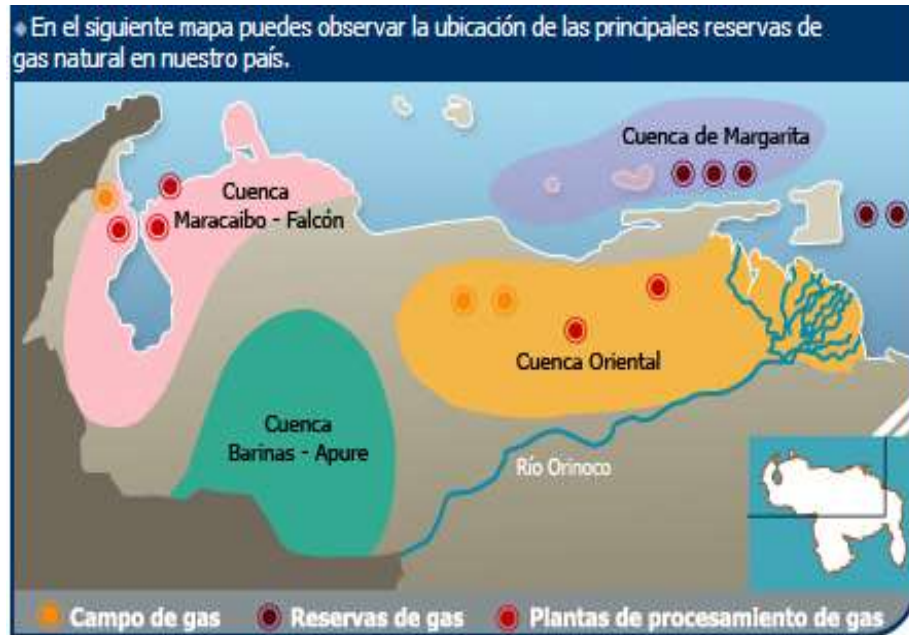 En el siguiente mapa puedes observar la ubicación de las principales reservas de
gas natural en nuestro país.
Cuenca de Margarita
Cuenca
Maracaibo - Falcón
Cuenca Oriental
Cuenca
Barinas - Apure
Río Orinoco
Campo de gas
Reservas de gas
Plantas de procesamiento de gas